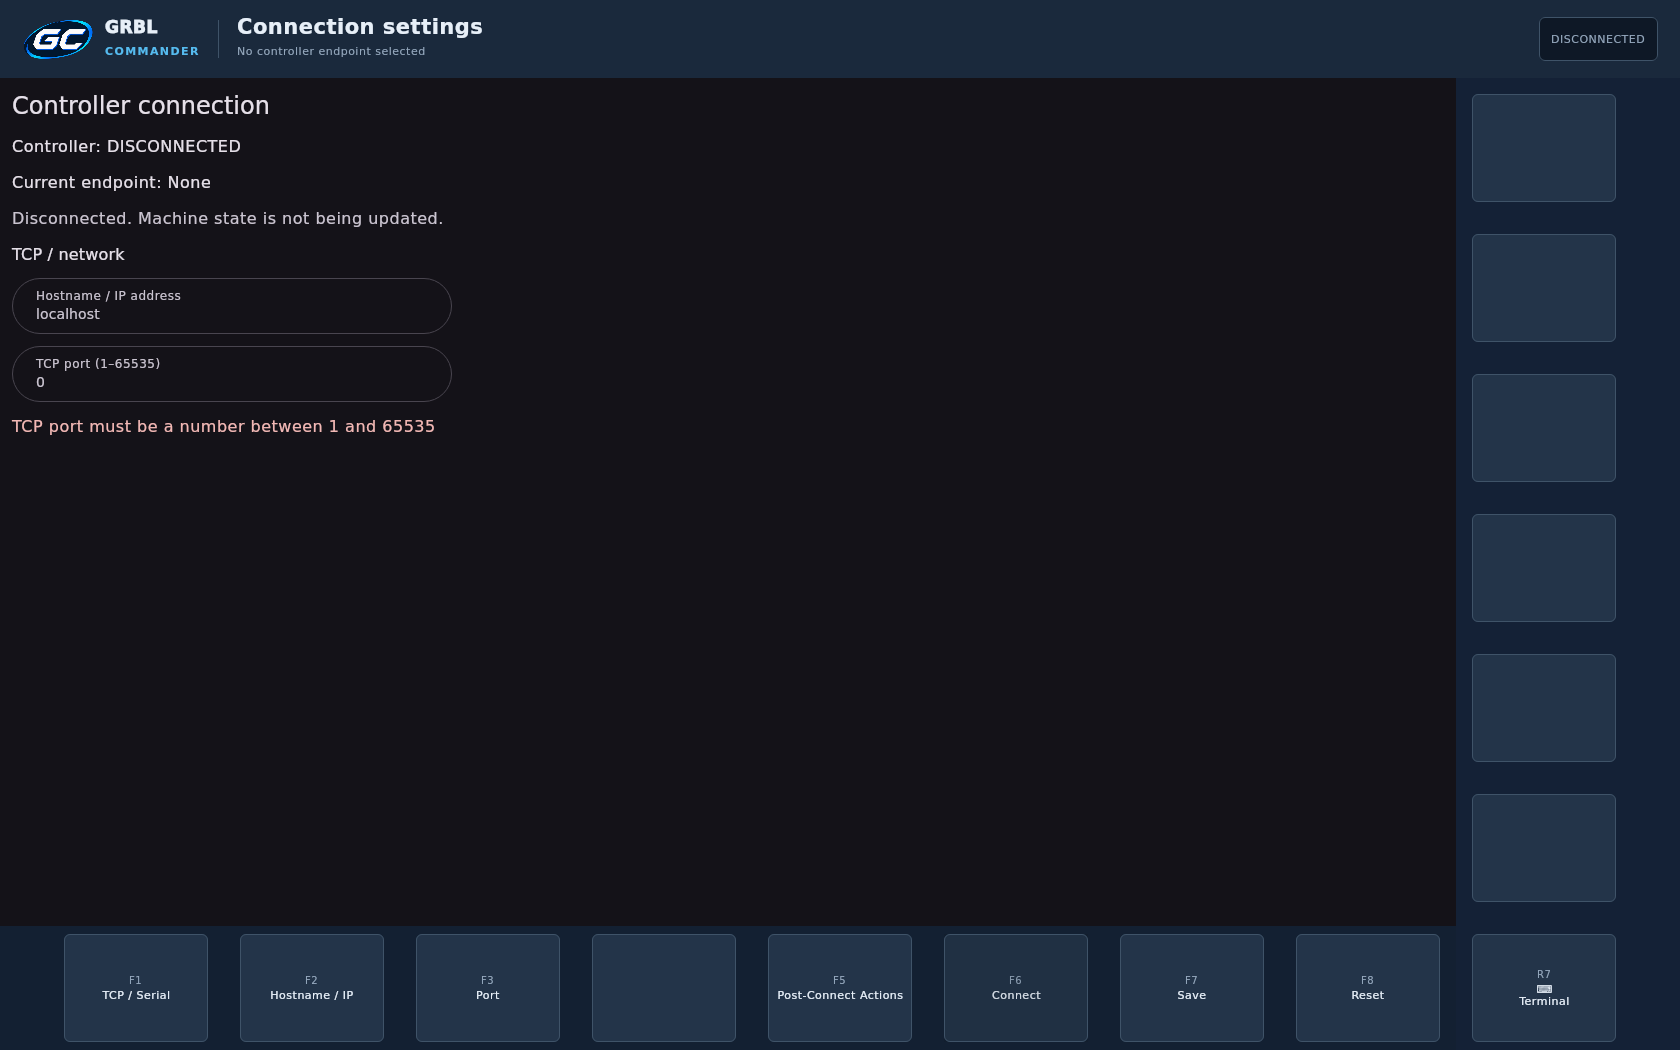 GC
GRBL
COMMANDER
Connection settings
No controller endpoint selected
DISCONNECTED
Controller connection
Controller: DISCONNECTED
Current endpoint: None
Disconnected. Machine state is not being updated.
TCP / network
Hostname / IP address
localhost
TCP port (1–65535)
0
TCP port must be a number between 1 and 65535
F1
TCP / Serial
F2
Hostname / IP
F3
Port
F5
Post-Connect Actions
F6
Connect
F7
Save
F8
Reset
R7
Terminal